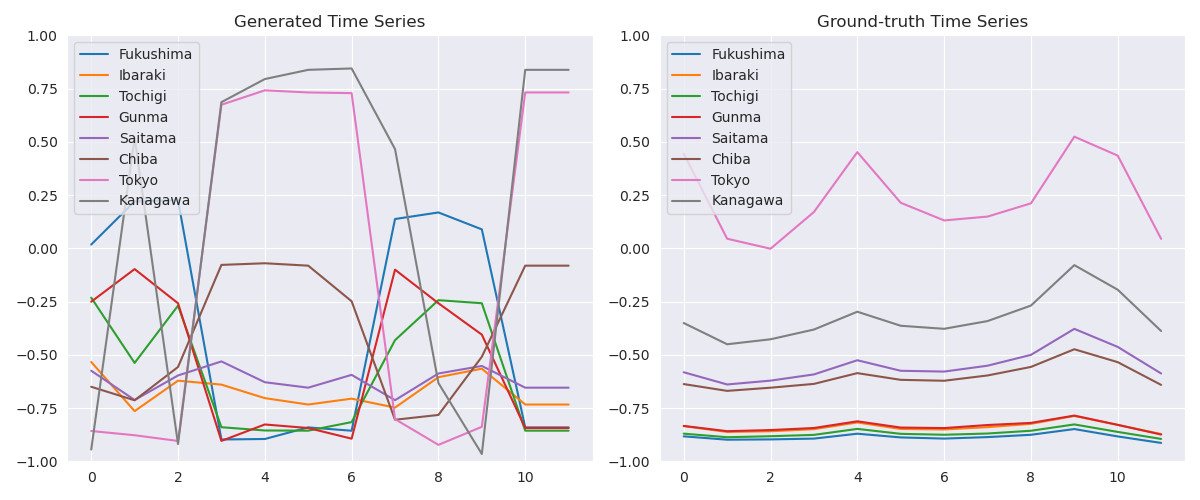 Generated Time Series
1.00
0.75
0.50
0.25
0.00
−0.25
−0.50
−0.75
−1.00
0 2 4 6 8 10
Fukushima
Ibaraki
Tochigi
Gunma
Saitama
Chiba
Tokyo
Kanagawa
Ground-truth Time Series
1.00
0.75
0.50
0.25
0.00
−0.25
−0.50
−0.75
−1.00
0 2 4 6 8 10
Fukushima
Ibaraki
Tochigi
Gunma
Saitama
Chiba
Tokyo
Kanagawa